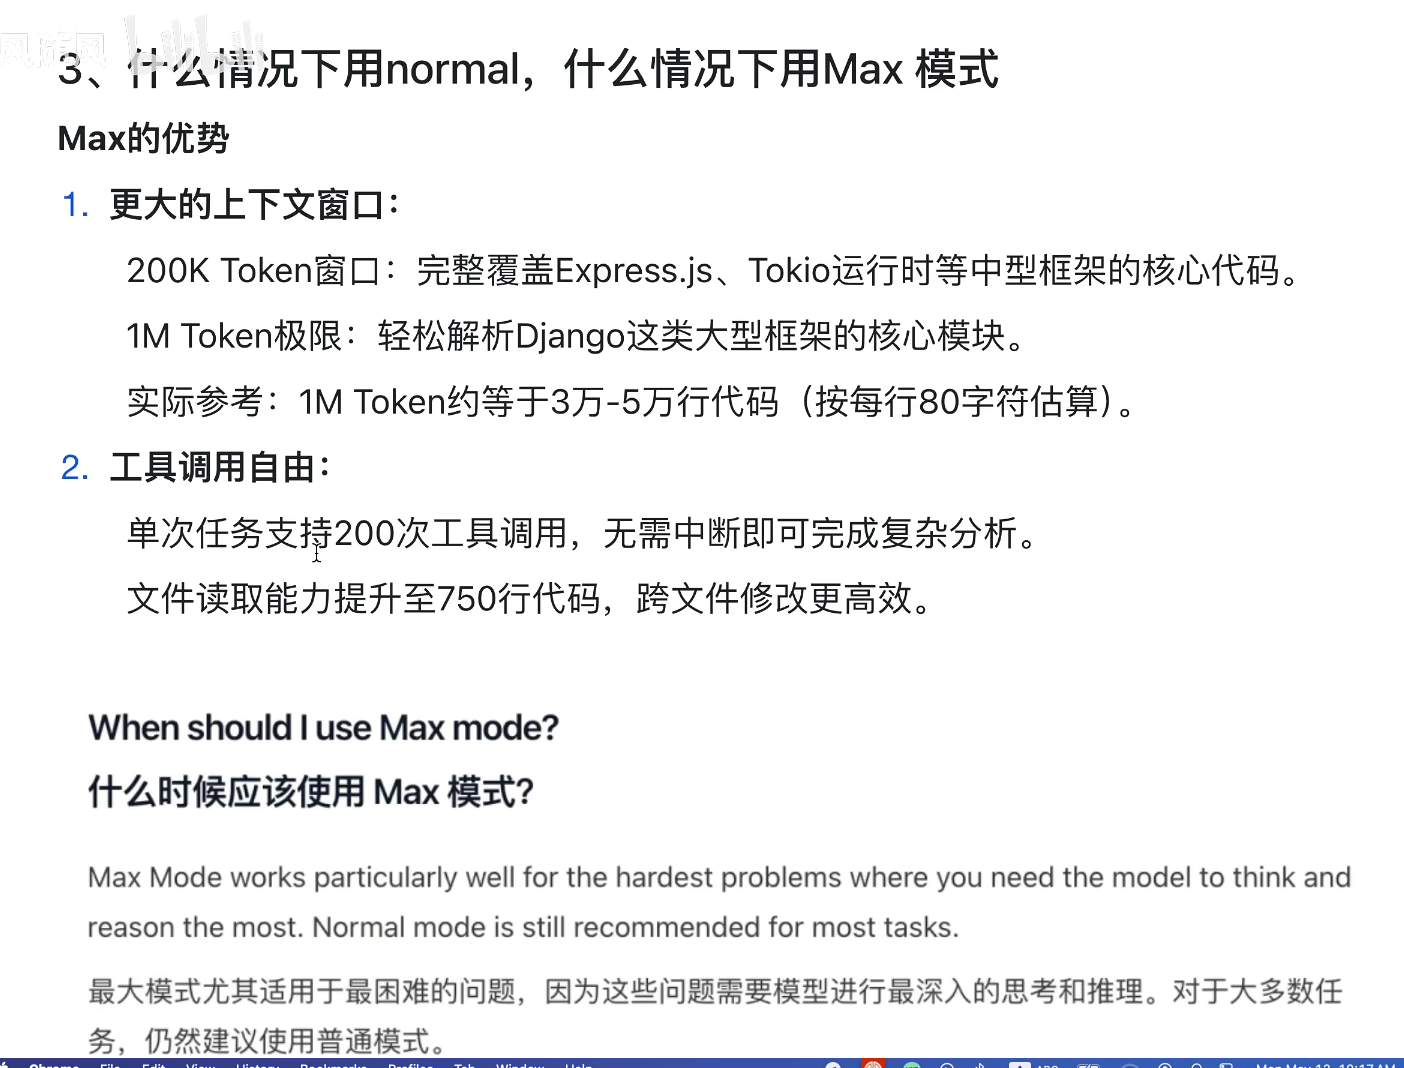 3、什么情况下用normal，什么情况下用Max 模式
Max的优势
1. 更大的上下文窗口：
200K Token窗口：完整覆盖Express.js、Tokio运行时等中型框架的核心代码。
1M Token极限：轻松解析Django这类大型框架的核心模块。
实际参考：1M Token约等于3万-5万行代码（按每行80字符估算）。
2. 工具调用自由：
单次任务支持200次工具调用，无需中断即可完成复杂分析。
文件读取能力提升至750行代码，跨文件修改更高效。
When should I use Max mode?
什么时候应该使用 Max 模式?
Max Mode works particularly well for the hardest problems where you need the model to think and
reason the most. Normal mode is still recommended for most tasks.
最大模式尤其适用于最困难的问题，因为这些问题需要模型进行最深入的思考和推理。对于大多数任
务，仍然建议使用普通模式。
Chrome File Edit View History Bookmarks Profiles Tab Window Help